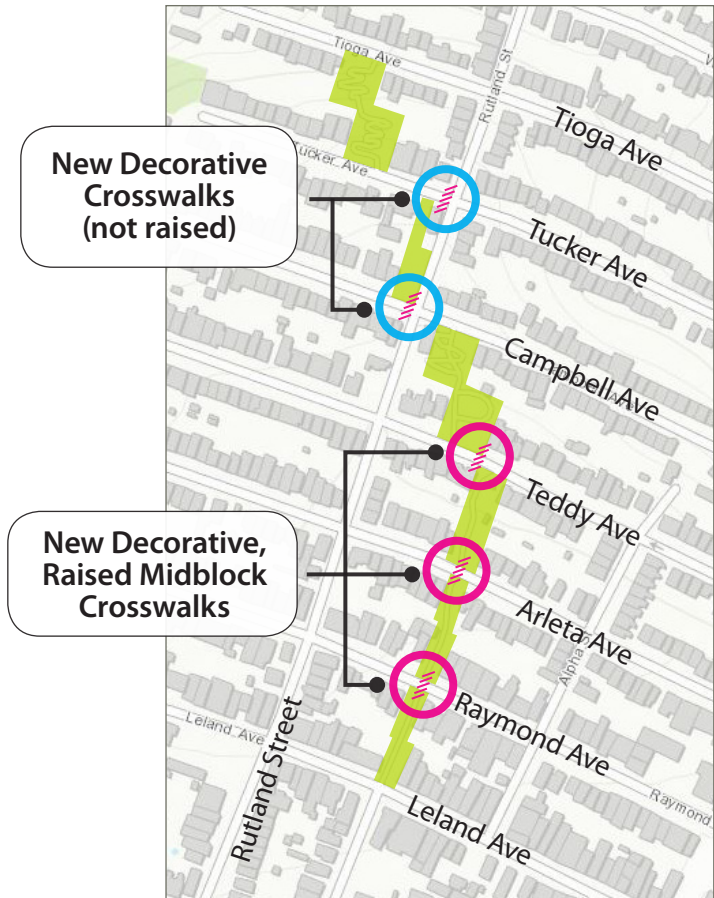 Tioga Ave
Rutland St
Tioga Ave
New Decorative
Crosswalks
(not raised)
Tucker Ave
Tucker Ave
Campbell Ave
New Decorative,
Raised Midblock
Crosswalks
Teddy Ave
Arleta Ave
Raymond Ave
Leland Ave
Rutland Street
Raymond
Leland Ave